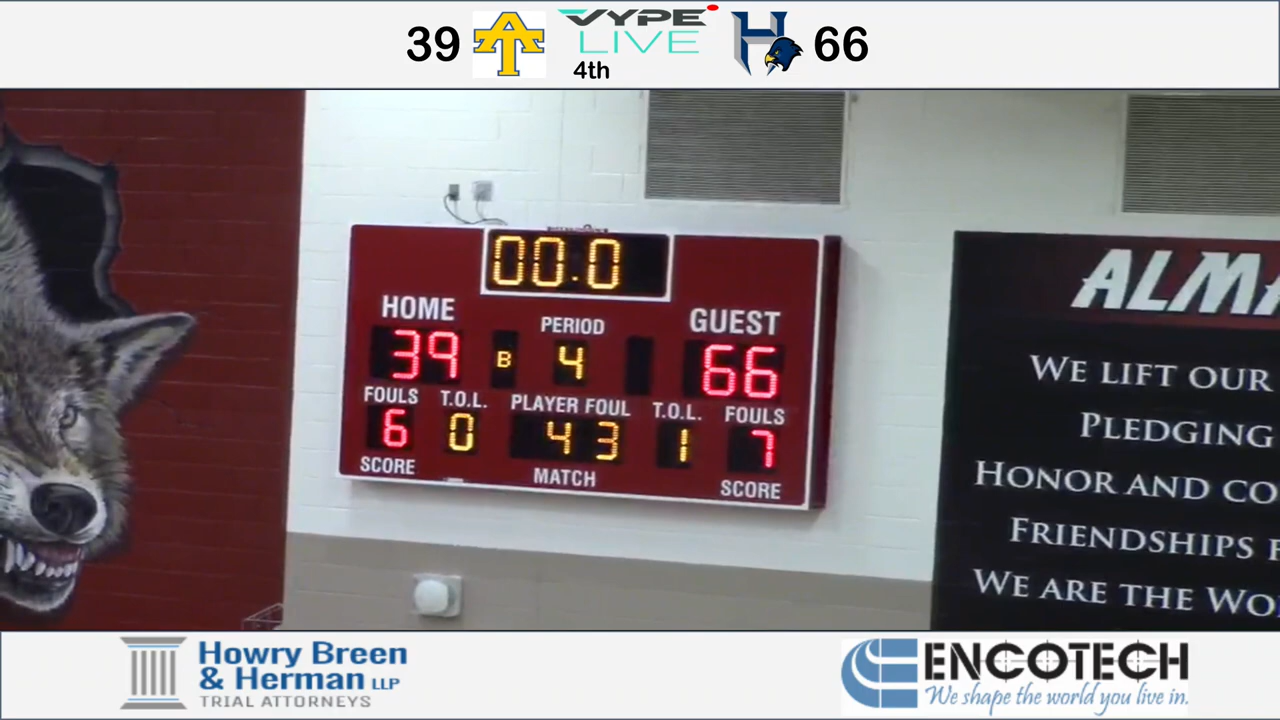 39 AT VYPE LIVE H 66
4th
00.0
HOME PERIOD GUEST
39 B 4 66
FOULS T.O.L. PLAYER FOUL T.O.L. FOULS
6 0 43 1 7
SCORE MATCH SCORE
ALMA
WE LIFT OUR
PLEDGING
HONOR AND CO
FRIENDSHIPS F
WE ARE THE WO
Howry Breen
& Herman LLP
TRIAL ATTORNEYS
ENCOTECH
We shape the world you live in.